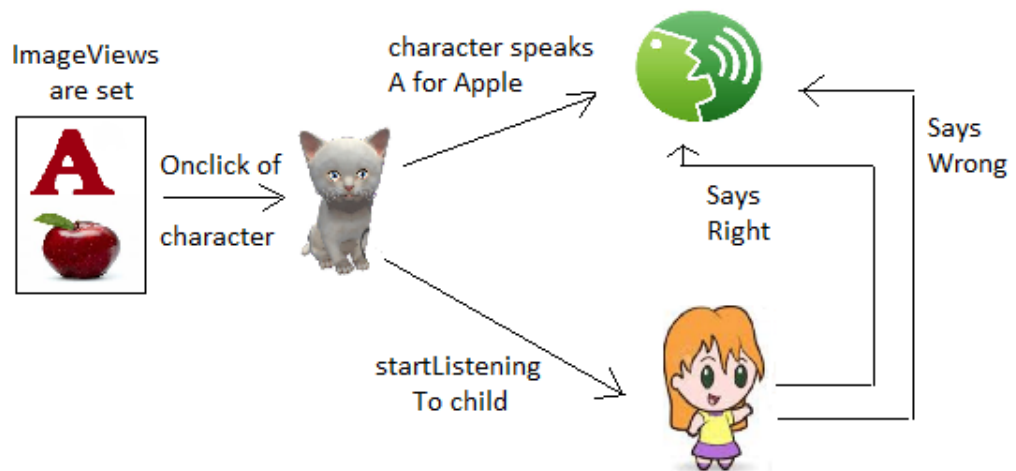 ImageViews
are set
A
Onclick of
character
character speaks
A for Apple
startListening
To child
Says
Right
Says
Wrong